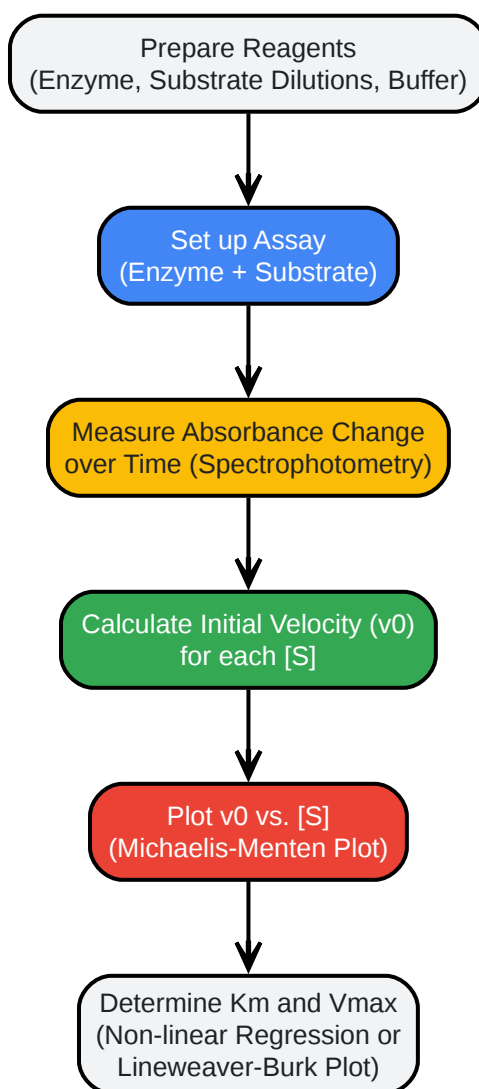 Prepare Reagents
(Enzyme, Substrate Dilutions, Buffer)
Set up Assay
(Enzyme + Substrate)
Measure Absorbance Change
over Time (Spectrophotometry)
Calculate Initial Velocity (v0)
for each [S]
Plot v0 vs. [S]
(Michaelis-Menten Plot)
Determine Km and Vmax
(Non-linear Regression or
Lineweaver-Burk Plot)